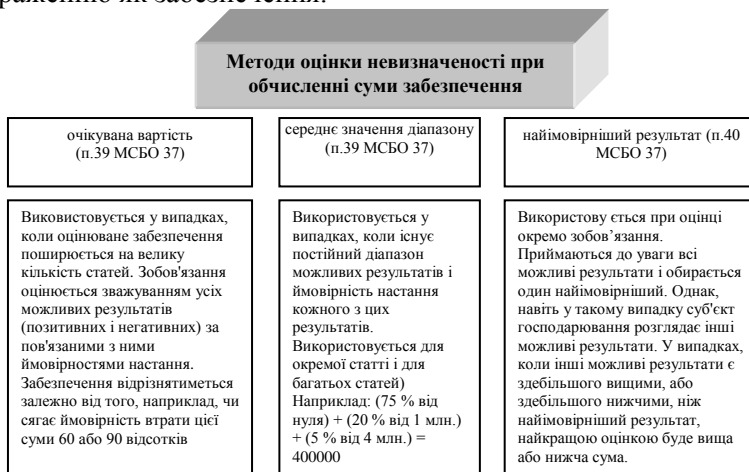 раженню як забезпечення.
Методи оцінки невизначеності при
обчисленні суми забезпечення
очікувана вартість
(п.39 МСБО 37)
середнє значення діапазону
(п.39 МСБО 37)
найімовірніший результат (п.40
МСБО 37)
Виковистовується у випадках,
коли оцінюване забезпечення
поширюється на велику
кількість статей. Зобов'язання
оцінюється зважуванням усіх
можливих результатів
(позитивних і негативних) за
пов'язаними з ними
ймовірностями настання.
Забезпечення відрізнятиметься
залежно від того, наприклад, чи
сягає ймовірність втрати цієї
суми 60 або 90 відсотків
Використовується у
випадках, коли існує
постійний діапазон
можливих результатів і
ймовірність настання
кожного з цих
результатів.
Використовується для
окремої статті і для
багатьох статей)
Наприклад: (75 % від
нуля) + (20 % від 1 млн.)
+ (5 % від 4 млн.) =
400000
Використову ється при оцінці
окремо зобов’язання.
Приймаються до уваги всі
можливі результати і обирається
один найімовірніший. Однак,
навіть у такому випадку суб'єкт
господарювання розглядає інші
можливі результати. У випадках,
коли інші можливі результати є
здебільшого вищими, або
здебільшого нижчими, ніж
найімовірніший результат,
найкращою оцінкою буде вища
або нижча сума.